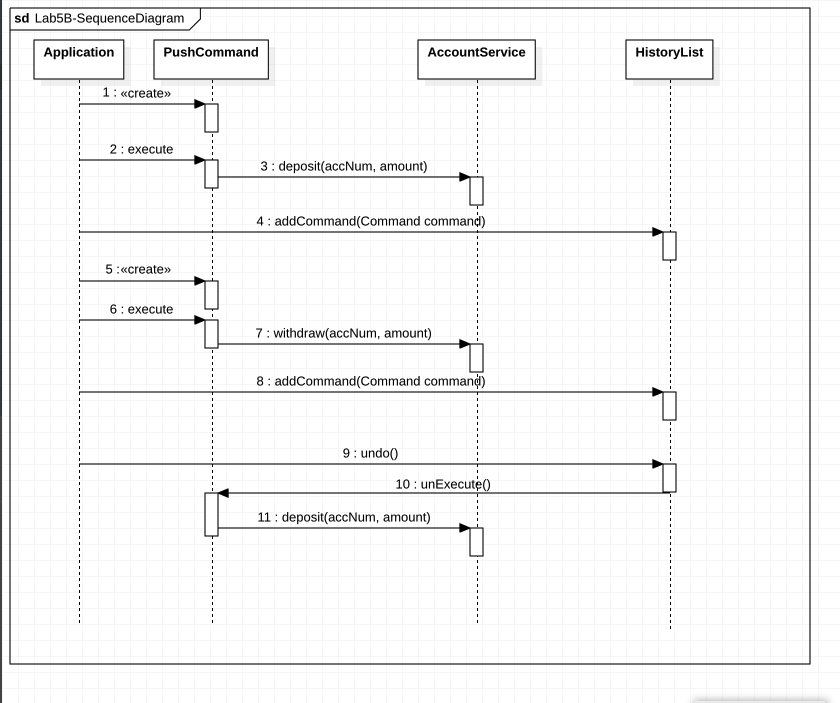 sd Lab5B-SequenceDiagram
Application
PushCommand
AccountService
HistoryList
1 : «create»
2 : execute
3 : deposit(accNum, amount)
4 : addCommand(Command command)
5 :«create»
6 : execute
7 : withdraw(accNum, amount)
8 : addCommand(Command command)
9 : undo()
10 : unExecute()
11 : deposit(accNum, amount)